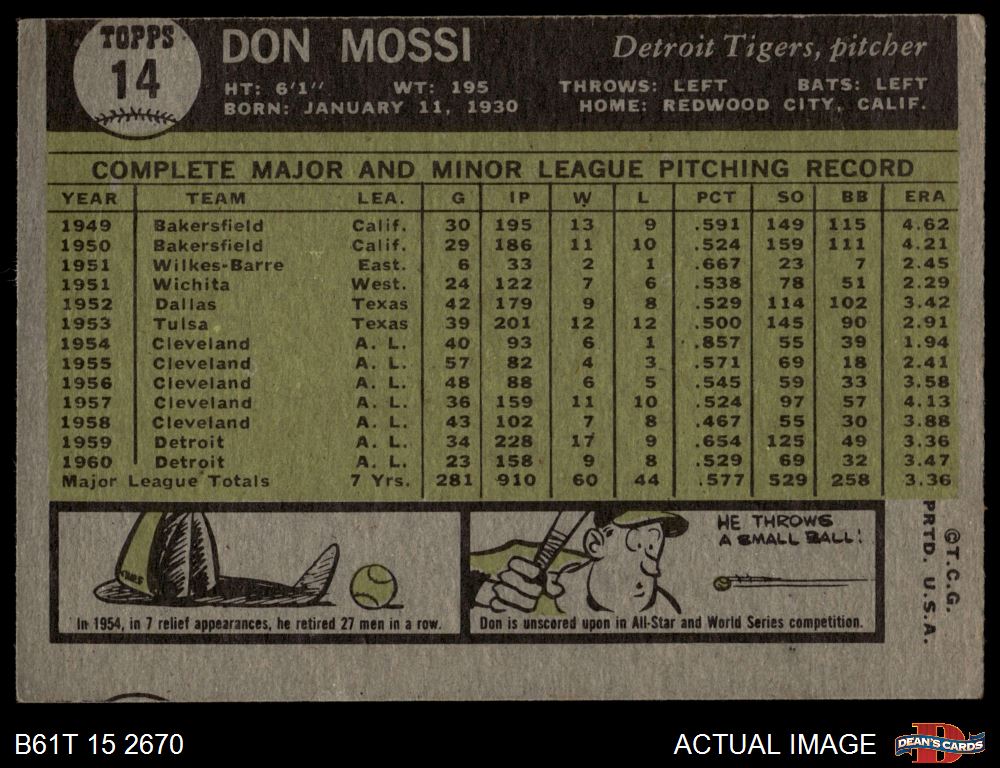 TOPPS
14
DON MOSSI
Detroit Tigers, pitcher
HT: 6'1" WT: 195 THROWS: LEFT BATS: LEFT
BORN: JANUARY 11, 1930 HOME: REDWOOD CITY, CALIF.
COMPLETE MAJOR AND MINOR LEAGUE PITCHING RECORD
YEAR TEAM LEA. G IP W L PCT SO BB ERA
1949 Bakersfield Calif. 30 195 13 9 .591 149 115 4.62
1950 Bakersfield Calif. 29 186 11 10 .524 159 111 4.21
1951 Wilkes-Barre East. 6 33 2 1 .667 23 7 2.45
1951 Wichita West. 24 122 7 6 .538 78 51 2.29
1952 Dallas Texas 42 179 9 8 .529 114 102 3.42
1953 Tulsa Texas 39 201 12 12 .500 145 90 2.91
1954 Cleveland A. L. 40 93 6 1 .857 55 39 1.94
1955 Cleveland A. L. 57 82 4 3 .571 69 18 2.41
1956 Cleveland A. L. 48 88 6 5 .545 59 33 3.58
1957 Cleveland A. L. 36 159 11 10 .524 97 57 4.13
1958 Cleveland A. L. 43 102 7 8 .467 55 30 3.88
1959 Detroit A. L. 34 228 17 9 .654 125 49 3.36
1960 Detroit A. L. 23 158 9 8 .529 69 32 3.47
Major League Totals 7 Yrs. 281 910 60 44 .577 529 258 3.36
HE THROWS
A SMALL BALL!
In 1954, in 7 relief appearances, he retired 27 men in a row.
Don is unscored upon in All-Star and World Series competition.
©T.C.G.
PRTD. U.S.A.
B61T 15 2670
ACTUAL IMAGE
D
DEAN'S CARDS